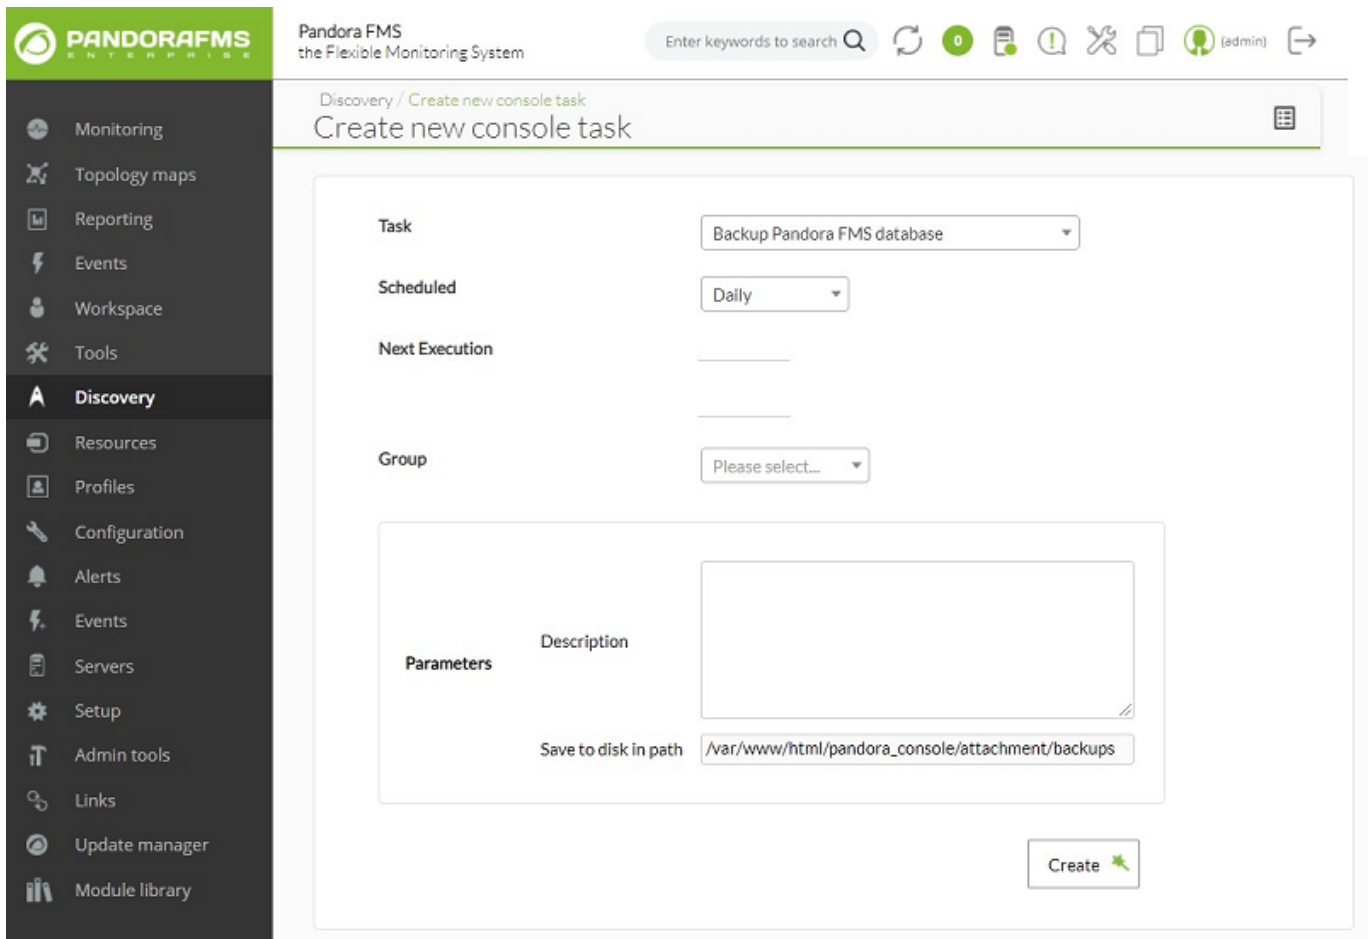 PANDORAFMS
ENTERPRISE
Pandora FMS
the Flexible Monitoring System
Enter keywords to search
0
(admin)
Monitoring
Topology maps
Reporting
Events
Workspace
Tools
Discovery
Resources
Profiles
Configuration
Alerts
Events
Servers
Setup
Admin tools
Links
Update manager
Module library
Discovery / Create new console task
Create new console task
Task
Backup Pandora FMS database
Scheduled
Daily
Next Execution
Group
Please select...
Parameters
Description
Save to disk in path
/var/www/html/pandora_console/attachment/backups
Create